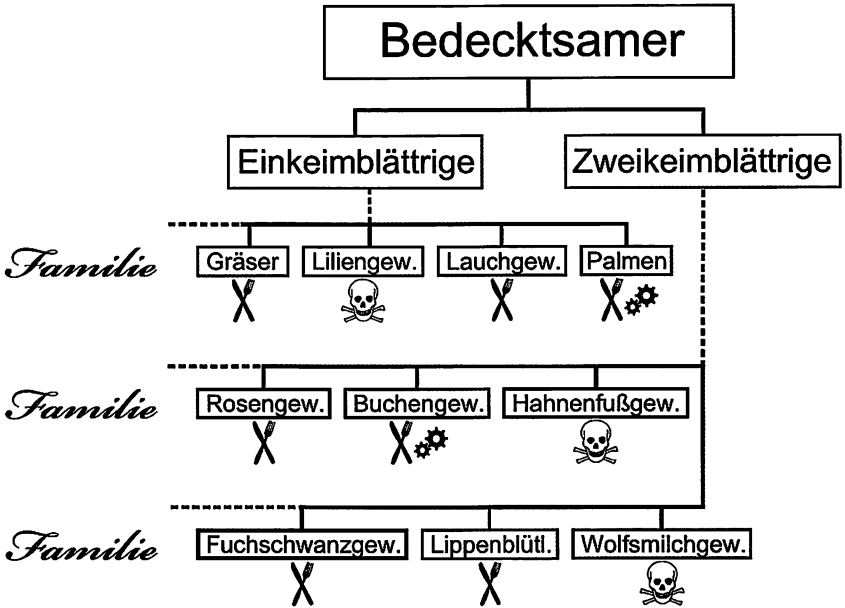 Bedecktsamer
Einkeimblättrige Zweikeimblättrige
Familie Gräser Liliengew. Lauchgew. Palmen
Familie Rosengew. Buchengew. Hahnenfußgew.
Familie Fuchschwanzgew. Lippenblütl. Wolfsmilchgew.